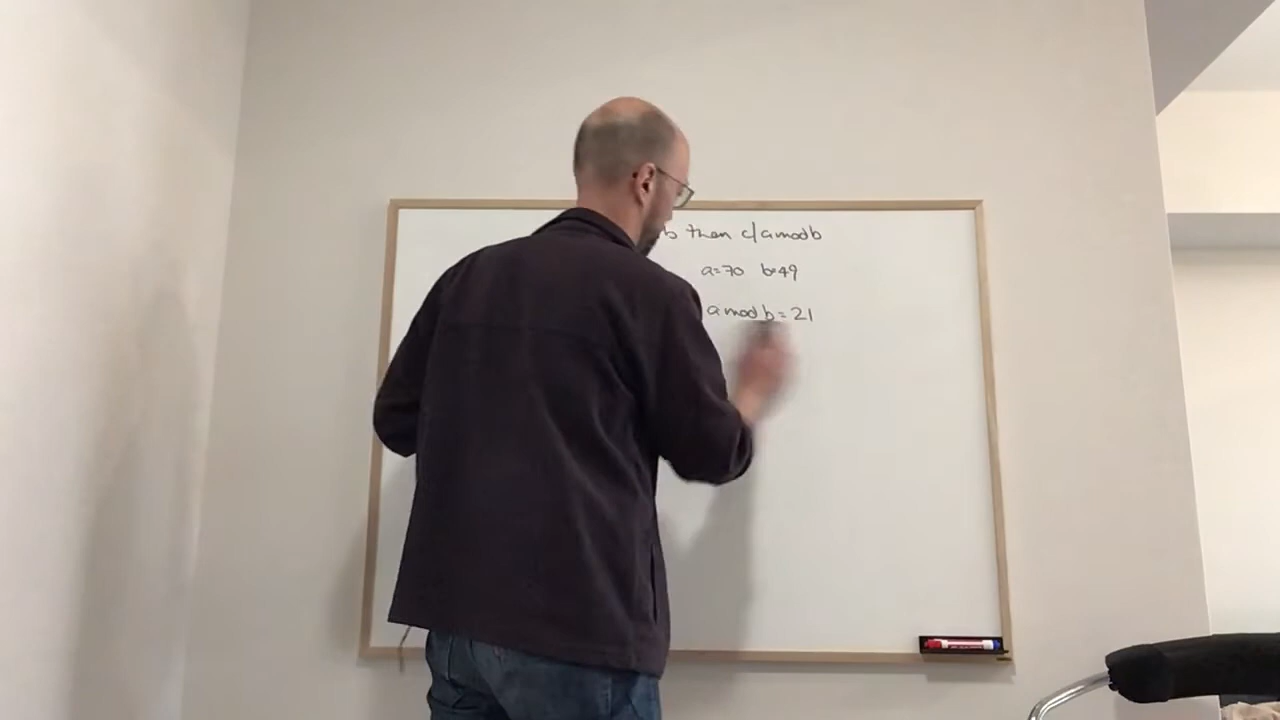 b then c/a mod b
a=70 b=49
a mod b = 21